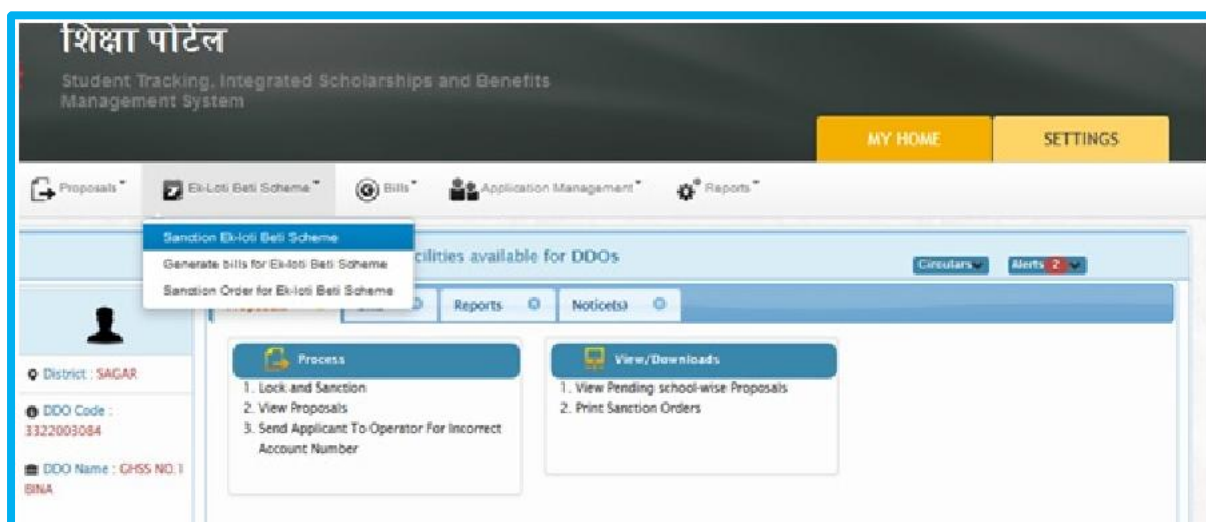 शिक्षा पोर्टल
Student Tracking, Integrated Scholarships and Benefits
Management System
MY HOME
SETTINGS
Proposals
Ek-Loti Beti Scheme
Bills
Application Management
Reports
Sanction Ek-loti Beti Scheme
Generate bills for Ek-loti Beti Scheme
Sanction Order for Ek-loti Beti Scheme
available for DDOs
Circulars
Alerts 2
Reports
Notice(s)
Process
1. Lock and Sanction
2. View Proposals
3. Send Applicant To Operator For Incorrect
Account Number
View/Downloads
1. View Pending school-wise Proposals
2. Print Sanction Orders
District : SAGAR
DDO Code :
3322003084
DDO Name : GHSS NO.1
BINA